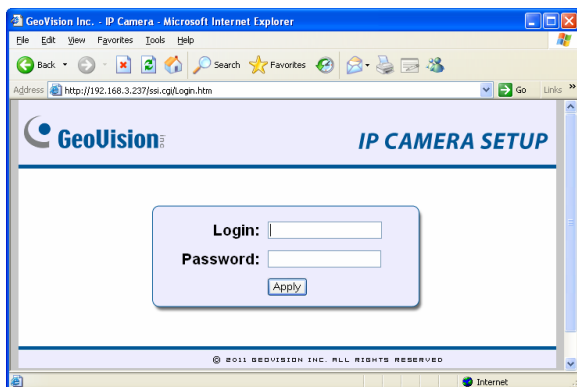 GeoVision Inc. - IP Camera - Microsoft Internet Explorer
File Edit View Favorites Tools Help
Back Search Favorites
Address http://192.168.3.237/ssi.cgi/Login.htm Go Links »
GeoVision Inc IP CAMERA SETUP
Login:
Password:
Apply
© 2011 GEOVISION INC. ALL RIGHTS RESERVED
Internet